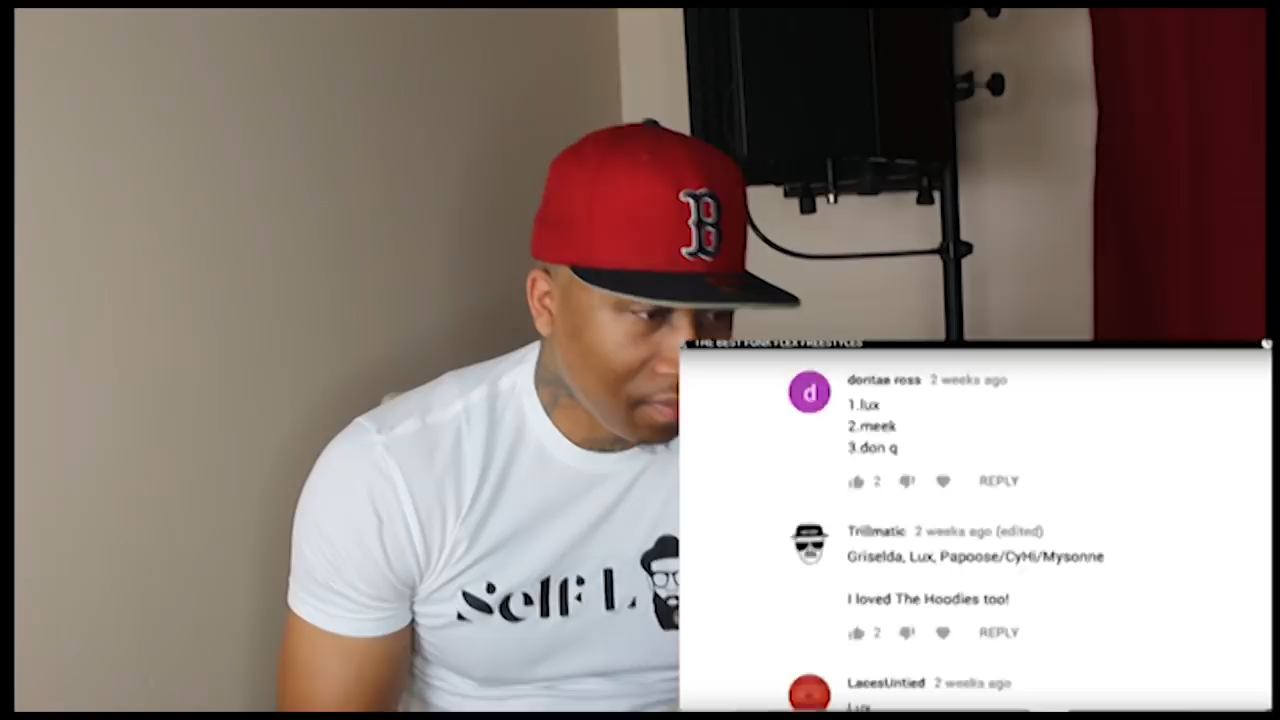 B
Self L
THE BEST FUNK FLEX FREESTYLES
d
dontae ross 2 weeks ago
1.lux
2.meek
3.don q
2 REPLY
Trillmatic 2 weeks ago (edited)
Griselda, Lux, Papoose/CyHi/Mysonne
I loved The Hoodies too!
2 REPLY
LacesUntied 2 weeks ago
Lux